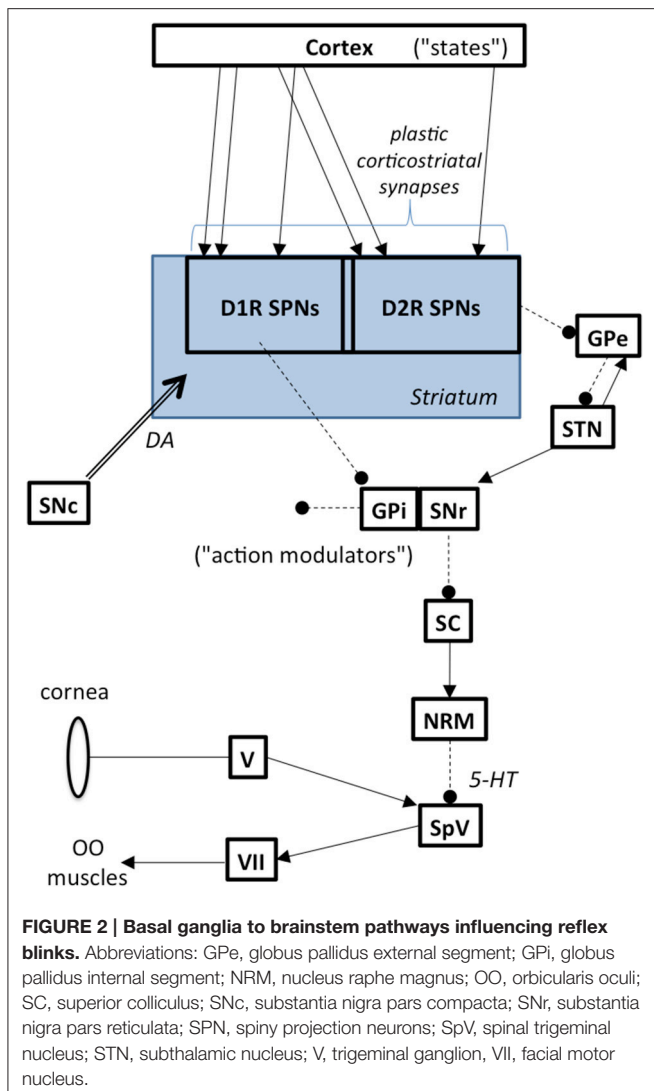 Cortex ("states")
plastic
corticostriatal
synapses
D1R SPNs
D2R SPNs
GPe
Striatum
DA
STN
SNc
GPi
SNr
("action modulators")
SC
cornea
NRM
V
5-HT
SpV
OO
muscles
VII
FIGURE 2 | Basal ganglia to brainstem pathways influencing reflex
blinks. Abbreviations: GPe, globus pallidus external segment; GPi, globus
pallidus internal segment; NRM, nucleus raphe magnus; OO, orbicularis oculi;
SC, superior colliculus; SNc, substantia nigra pars compacta; SNr, substantia
nigra pars reticulata; SPN, spiny projection neurons; SpV, spinal trigeminal
nucleus; STN, subthalamic nucleus; V, trigeminal ganglion, VII, facial motor
nucleus.